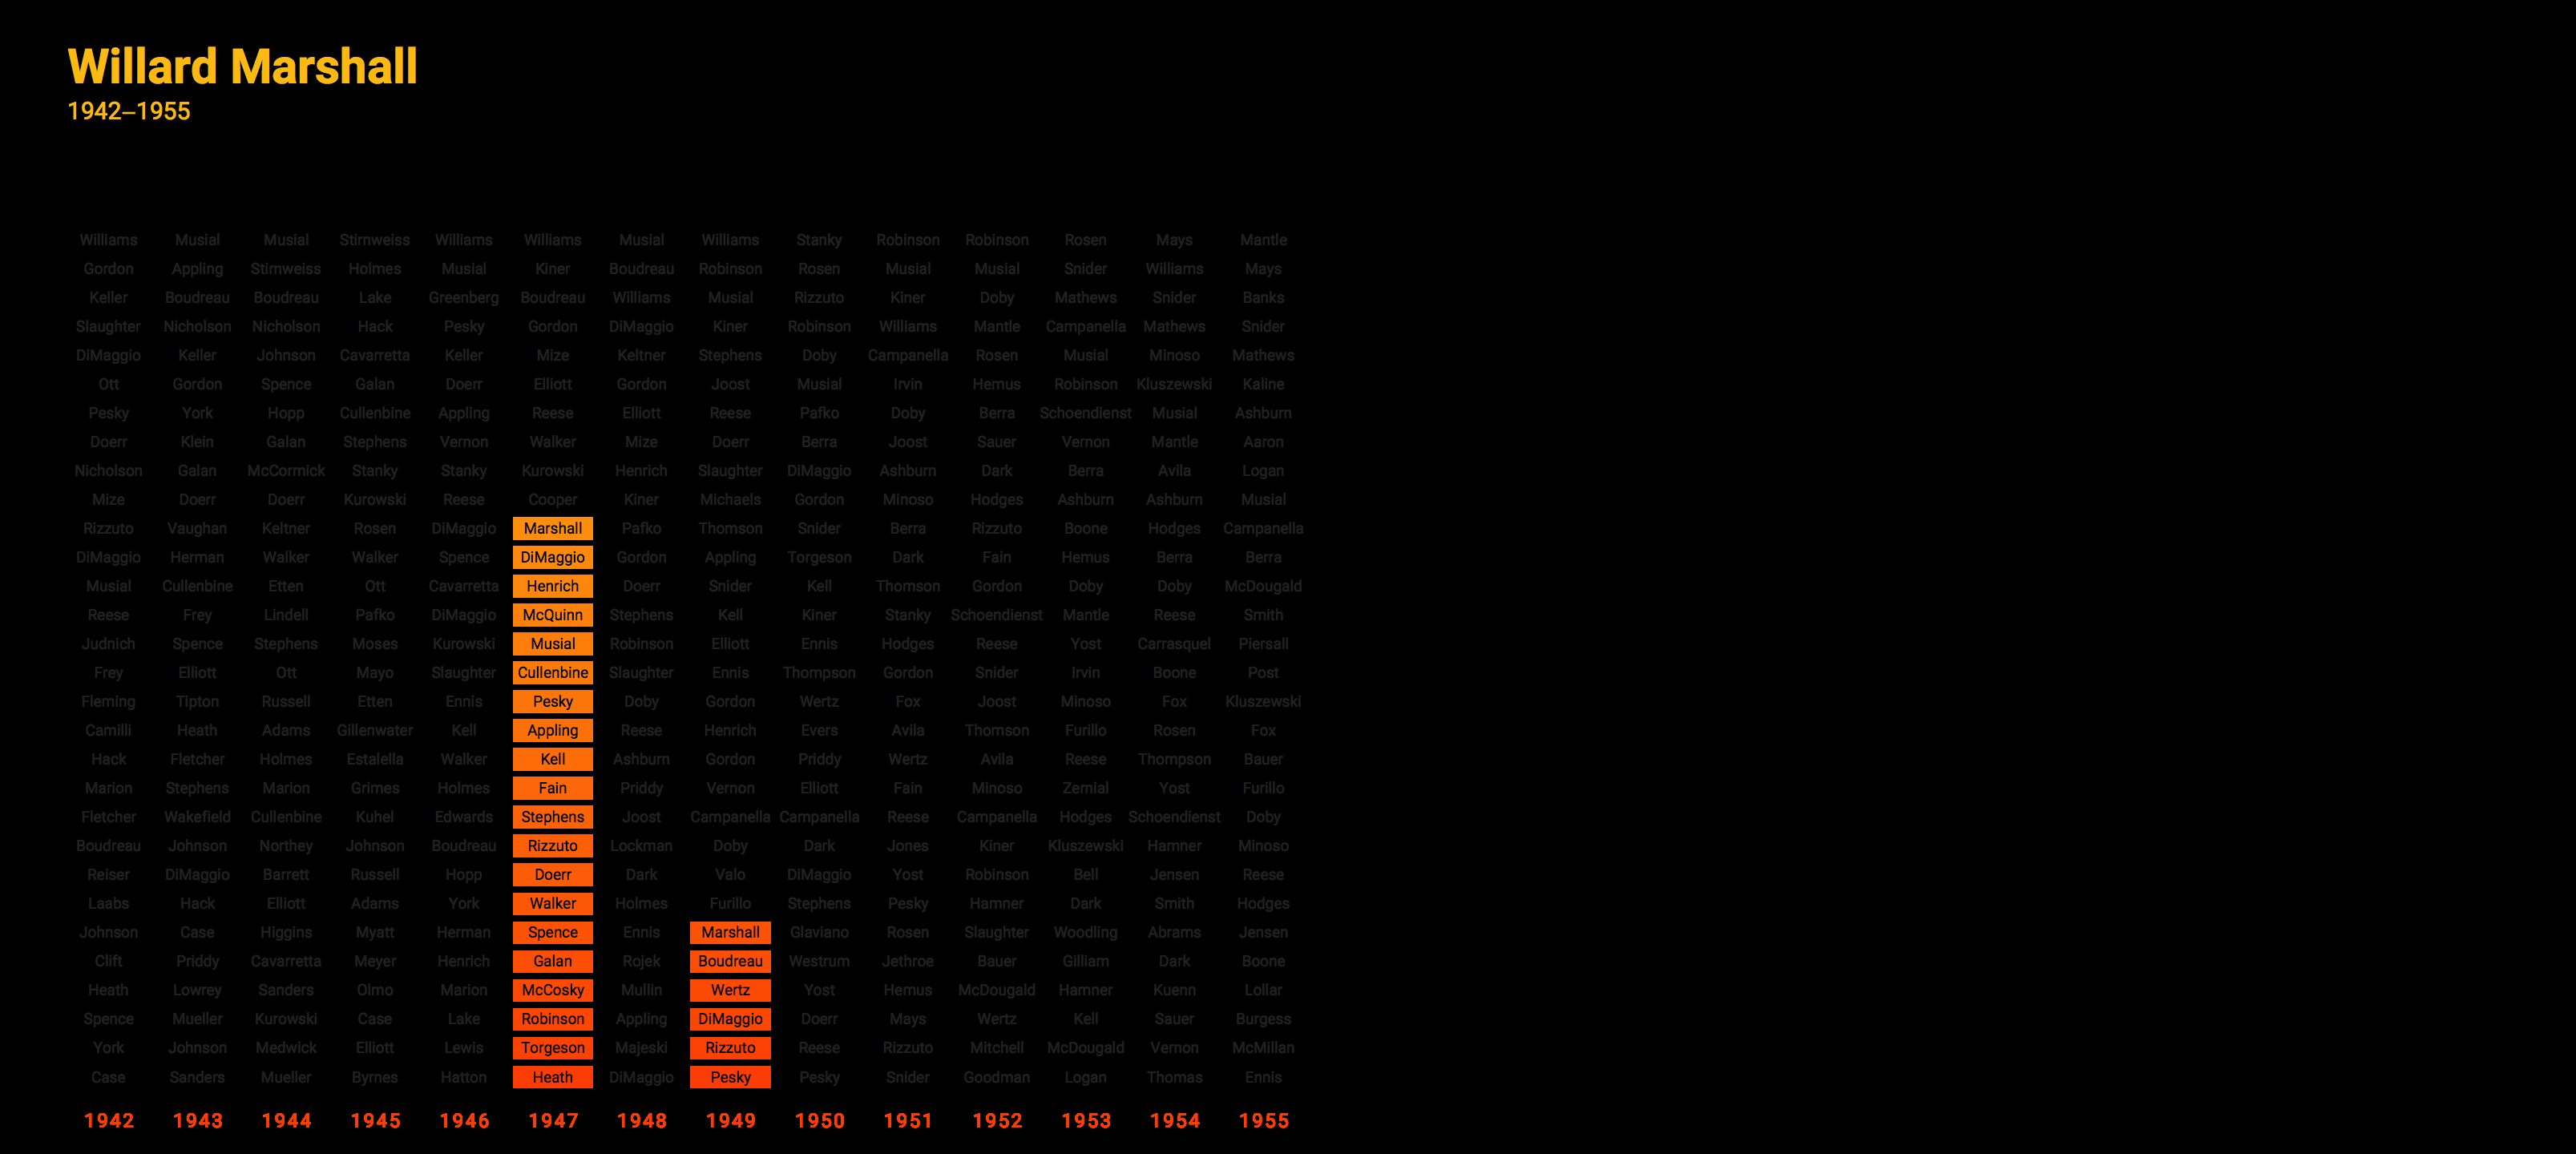 Willard Marshall
1942–1955
Williams Musial Musial Stirnweiss Williams Williams Musial Williams Stanky Robinson Robinson Rosen Mays Mantle
Gordon Appling Stirnweiss Holmes Musial Kiner Boudreau Robinson Rosen Musial Musial Snider Williams Mays
Keller Boudreau Boudreau Lake Greenberg Boudreau Williams Musial Rizzuto Kiner Doby Mathews Snider Banks
Slaughter Nicholson Nicholson Hack Pesky Gordon DiMaggio Kiner Robinson Williams Mantle Campanella Mathews Snider
DiMaggio Keller Johnson Cavarretta Keller Mize Keltner Stephens Doby Campanella Rosen Musial Minoso Mathews
Ott Gordon Spence Galan Doerr Elliott Gordon Joost Musial Irvin Hemus Robinson Kluszewski Kaline
Pesky York Hopp Cullenbine Appling Reese Elliott Reese Pafko Doby Berra Schoendienst Musial Ashburn
Doerr Klein Galan Stephens Vernon Walker Mize Doerr Berra Joost Sauer Vernon Mantle Aaron
Nicholson Galan McCormick Stanky Stanky Kurowski Henrich Slaughter DiMaggio Ashburn Dark Berra Avila Logan
Mize Doerr Doerr Kurowski Reese Cooper Kiner Michaels Gordon Minoso Hodges Ashburn Ashburn Musial
Rizzuto Vaughan Keltner Rosen DiMaggio Marshall Pafko Thomson Snider Berra Rizzuto Boone Hodges Campanella
DiMaggio Herman Walker Walker Spence DiMaggio Gordon Appling Torgeson Dark Fain Hemus Berra Berra
Musial Cullenbine Etten Ott Cavarretta Henrich Doerr Snider Kell Thomson Gordon Doby Doby McDougald
Reese Frey Lindell Pafko DiMaggio McQuinn Stephens Kell Kiner Stanky Schoendienst Mantle Reese Smith
Judnich Spence Stephens Moses Kurowski Musial Robinson Elliott Ennis Hodges Reese Yost Carrasquel Piersall
Frey Elliott Ott Mayo Slaughter Cullenbine Slaughter Ennis Thompson Gordon Snider Irvin Boone Post
Fleming Tipton Russell Etten Ennis Pesky Doby Gordon Wertz Fox Joost Minoso Fox Kluszewski
Camilli Heath Adams Gillenwater Kell Appling Reese Henrich Evers Avila Thomson Furillo Rosen Fox
Hack Fletcher Holmes Estalella Walker Kell Ashburn Gordon Priddy Wertz Avila Reese Thompson Bauer
Marion Stephens Marion Grimes Holmes Fain Priddy Vernon Elliott Fain Minoso Zernial Yost Furillo
Fletcher Wakefield Cullenbine Kuhel Edwards Stephens Joost Campanella Campanella Reese Campanella Hodges Schoendienst Doby
Boudreau Johnson Northey Johnson Boudreau Rizzuto Lockman Doby Dark Jones Kiner Kluszewski Hamner Minoso
Reiser DiMaggio Barrett Russell Hopp Doerr Dark Valo DiMaggio Yost Robinson Bell Jensen Reese
Laabs Hack Elliott Adams York Walker Holmes Furillo Stephens Pesky Hamner Dark Smith Hodges
Johnson Case Higgins Myatt Herman Spence Ennis Marshall Glaviano Rosen Slaughter Woodling Abrams Jensen
Clift Priddy Cavarretta Meyer Henrich Galan Rojek Boudreau Westrum Jethroe Bauer Gilliam Dark Boone
Heath Lowrey Sanders Olmo Marion McCosky Mullin Wertz Yost Hemus McDougald Hamner Kuenn Lollar
Spence Mueller Kurowski Case Lake Robinson Appling DiMaggio Doerr Mays Wertz Kell Sauer Burgess
York Johnson Medwick Elliott Lewis Torgeson Majeski Rizzuto Reese Rizzuto Mitchell McDougald Vernon McMillan
Case Sanders Mueller Byrnes Hatton Heath DiMaggio Pesky Pesky Snider Goodman Logan Thomas Ennis
1942 1943 1944 1945 1946 1947 1948 1949 1950 1951 1952 1953 1954 1955